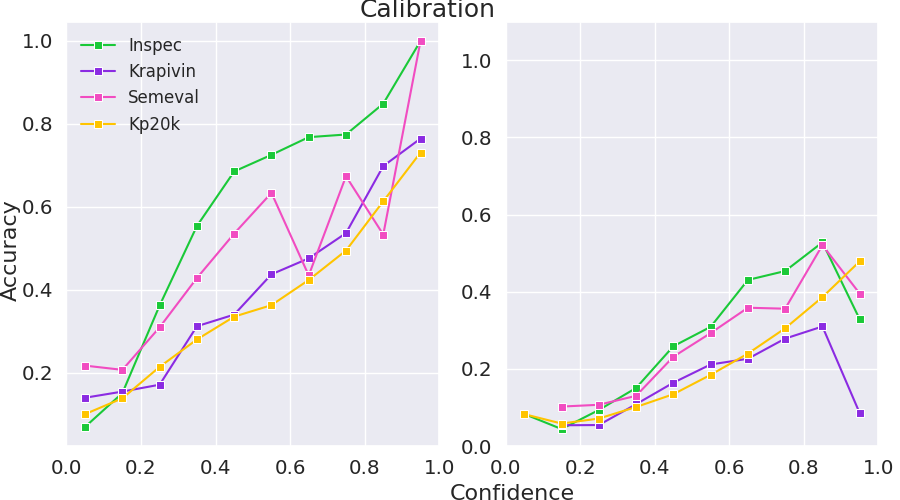 Calibration
1.0
0.8
0.6
0.4
0.2
Accuracy
Inspec
Krapivin
Semeval
Kp20k
0.0 0.2 0.4 0.6 0.8 1.0
1.0
0.8
0.6
0.4
0.2
0.0
0.0 0.2 0.4 0.6 0.8 1.0
Confidence